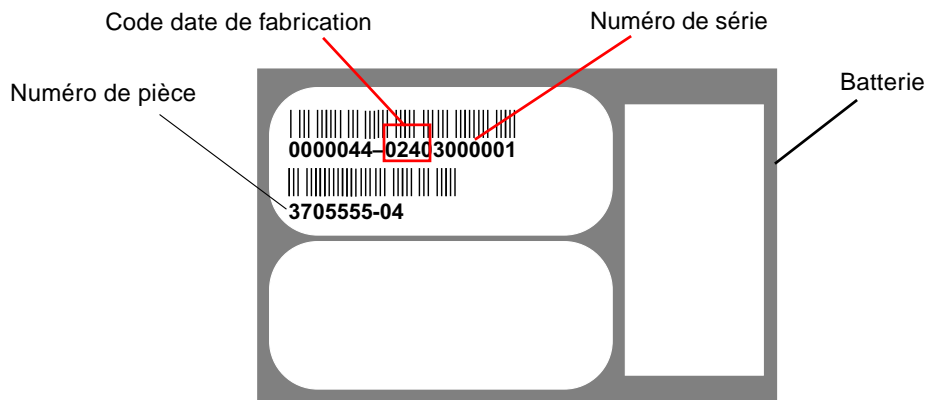 Code date de fabrication
Numéro de série
Numéro de pièce
Batterie
0000044–02403000001
3705555-04